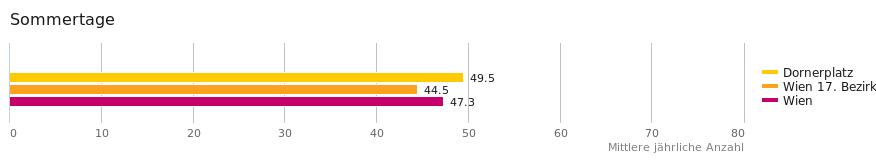 Sommertage
49.5
44.5
47.3
Dornerplatz
Wien 17. Bezirk
Wien
0 10 20 30 40 50 60 70 80
Mittlere jährliche Anzahl